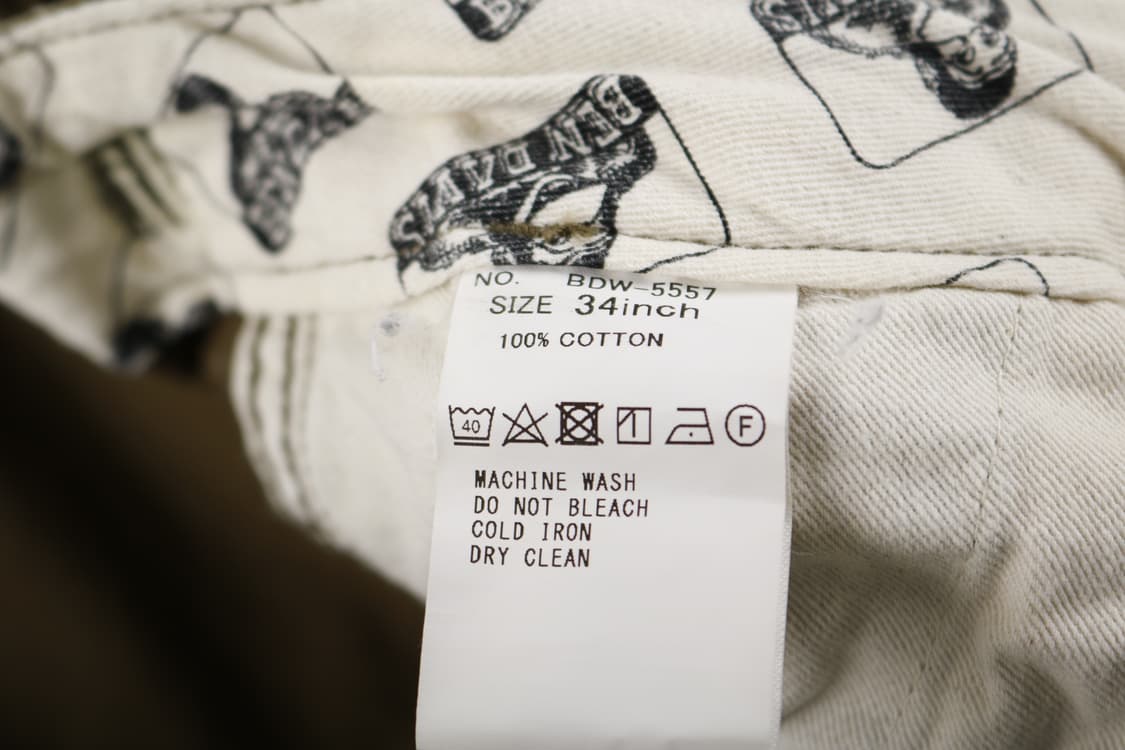 BEN DAVIS
NO. BDW-5557
SIZE 34inch
100% COTTON
40
F
MACHINE WASH
DO NOT BLEACH
COLD IRON
DRY CLEAN